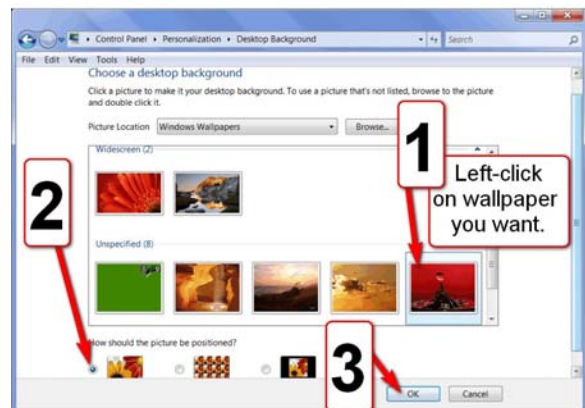 Control Panel ▸ Personalization ▸ Desktop Background
Search
File Edit View Tools Help
Choose a desktop background
Click a picture to make it your desktop background. To use a picture that's not listed, browse to the picture
and double click it.
Picture Location Windows Wallpapers Browse...
1
Left-click
on wallpaper
you want.
Widescreen (2)
2
Unspecified (8)
How should the picture be positioned?
3
OK Cancel